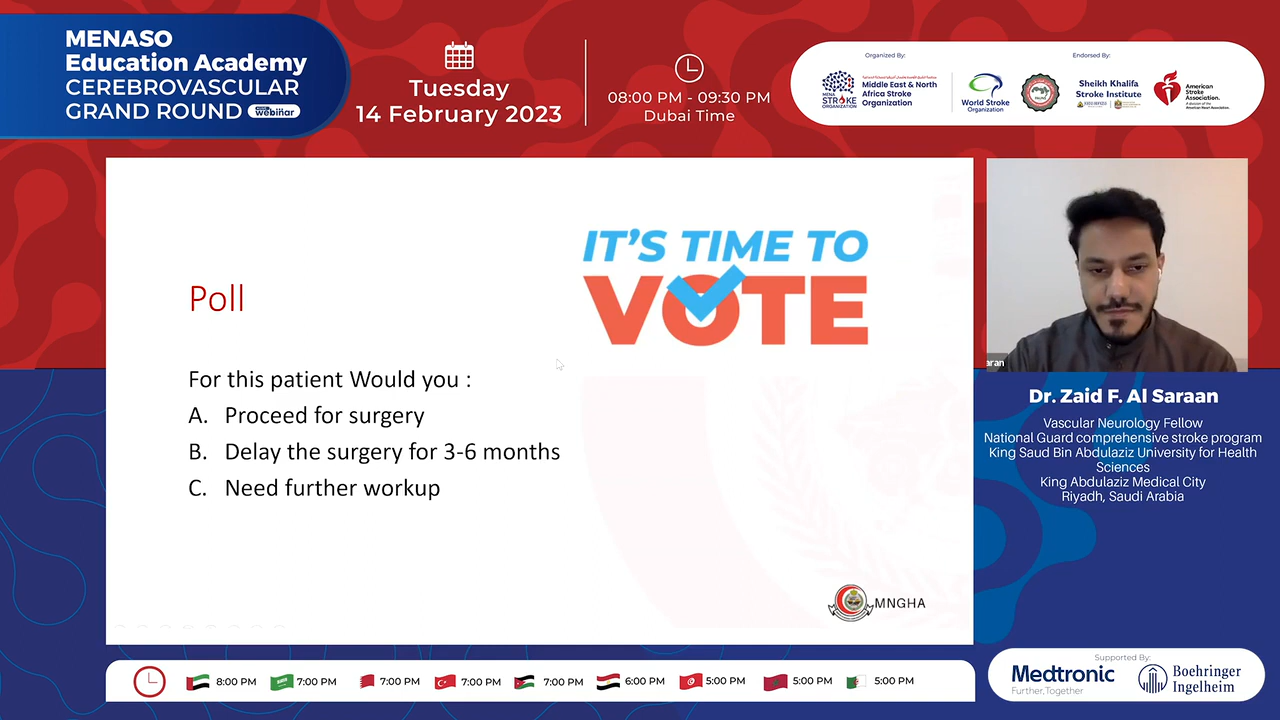 MENASO
Education Academy
CEREBROVASCULAR
GRAND ROUND
webinar
Tuesday
14 February 2023
08:00 PM - 09:30 PM
Dubai Time
Organized By:
MENA
STROKE
ORGANIZATION
Middle East & North
Africa Stroke
Organization
World Stroke
Organization
Endorsed By:
Sheikh Khalifa
Stroke Institute
American
Stroke
Association.
IT'S TIME TO
VOTE
Poll
For this patient Would you :
A. Proceed for surgery
B. Delay the surgery for 3-6 months
C. Need further workup
MNGHA
aran
Dr. Zaid F. Al Saraan
Vascular Neurology Fellow
National Guard comprehensive stroke program
King Saud Bin Abdulaziz University for Health
Sciences
King Abdulaziz Medical City
Riyadh, Saudi Arabia
8:00 PM
7:00 PM
7:00 PM
7:00 PM
7:00 PM
6:00 PM
5:00 PM
5:00 PM
5:00 PM
Supported By:
Medtronic
Further, Together
Boehringer
Ingelheim